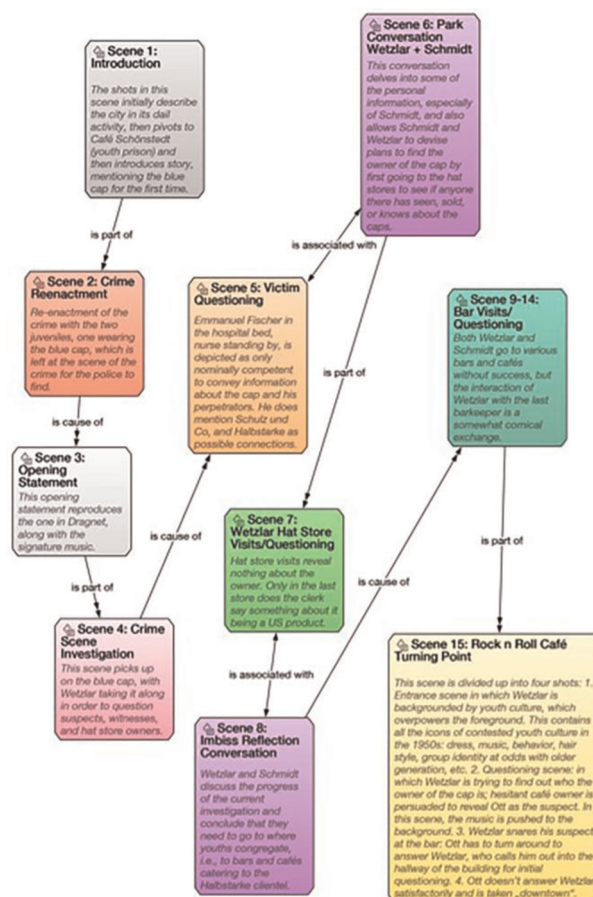 Scene 1:
Introduction
The shots in this
scene initially describe
the city in its dail
activity, then pivots to
Café Schönstedt
(youth prison) and
then introduces story,
mentioning the blue
cap for the first time.
is part of
Scene 2: Crime
Reenactment
Re-enactment of the
crime with the two
juveniles, one wearing
the blue cap, which is
left at the scene of the
crime for the police to
find.
is cause of
Scene 3:
Opening
Statement
This opening
statement reproduces
the one in Dragnet,
along with the
signature music.
is part of
Scene 4: Crime
Scene
Investigation
This scene picks up
on the blue cap, with
Wetzlar taking it along
in order to question
suspects, witnesses,
and hat store owners.
is cause of
Scene 5: Victim
Questioning
Emmanuel Fischer in
the hospital bed,
nurse standing by, is
depicted as only
nominally competent
to convey information
about the cap and his
perpetrators. He does
mention Schulz und
Co, and Halbstarke as
possible connections.
is associated with
Scene 6: Park
Conversation
Wetzlar + Schmidt
This conversation
delves into some of
the personal
information, especially
of Schmidt, and also
allows Schmidt and
Wetzlar to devise
plans to find the
owner of the cap by
first going to the hat
stores to see if anyone
there has seen, sold,
or knows about the
caps.
is part of
Scene 7:
Wetzlar Hat Store
Visits/Questioning
Hat store visits reveal
nothing about the
owner. Only in the last
store does the clerk
say something about it
being a US product.
is associated with
Scene 8: Imbiss Reflection
Conversation
Wetzlar and Schmidt
discuss the progress
of the current
investigation and
conclude that they
need to go to where
youths congregate,
i.e., to bars and cafés
catering to the
Halbstarke clientel.
is cause of
Scene 9-14:
Bar Visits/
Questioning
Both Wetzlar and
Schmidt go to various
bars and cafés
without success, but
the interaction of
Wetzlar with the last
barkeeper is a
somewhat comical
exchange.
is part of
Scene 15: Rock n Roll Café
Turning Point
This scene is divided up into four shots: 1.
Entrance scene in which Wetzlar is
backgrounded by youth culture, which
overpowers the foreground. This contains
all the icons of contested youth culture in
the 1950s: dress, music, behavior, hair
style, group identity at odds with older
generation, etc. 2. Questioning scene: in
which Wetzlar is trying to find out who the
owner of the cap is; hesitant café owner is
persuaded to reveal Ott as the suspect. In
this scene, the music is pushed to the
background. 3. Wetzlar snares his suspect
at the bar: Ott has to turn around to
answer Wetzlar, who calls him out into the
hallway of the building for initial
questioning. 4. Ott doesn't answer Wetzlar
satisfactorily and is taken „downtown".